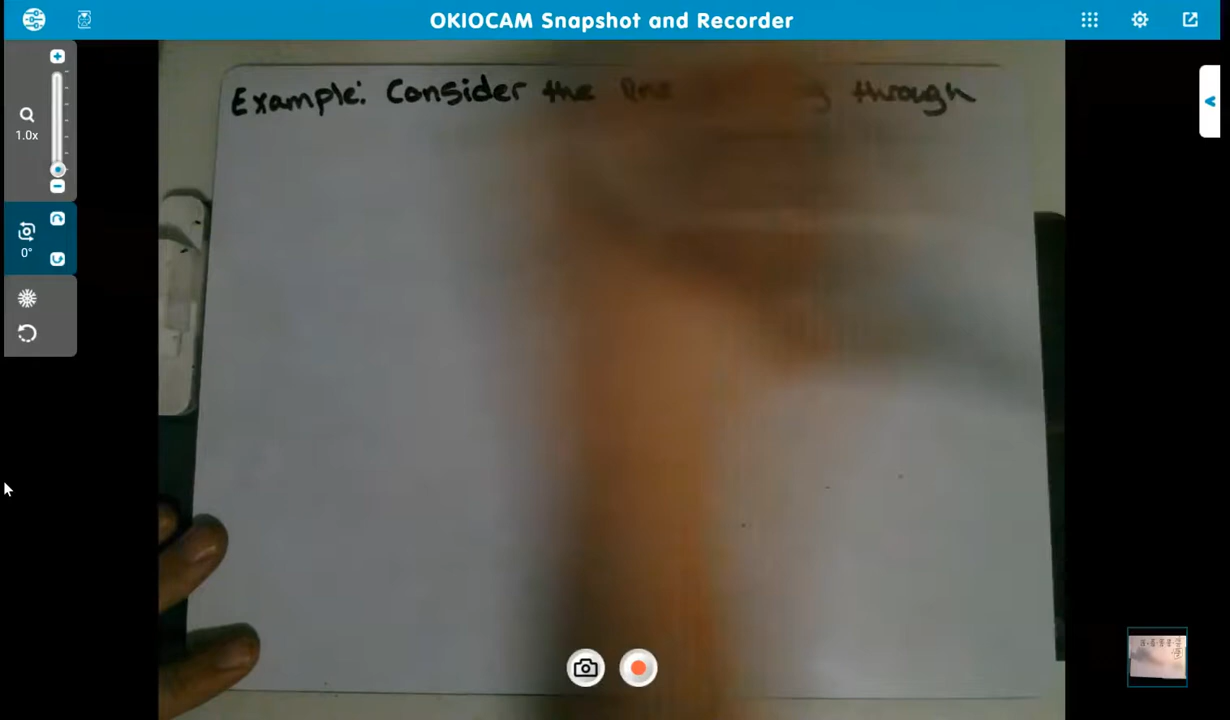 OKIOCAM Snapshot and Recorder
Example: Consider the through
1.0x
0°